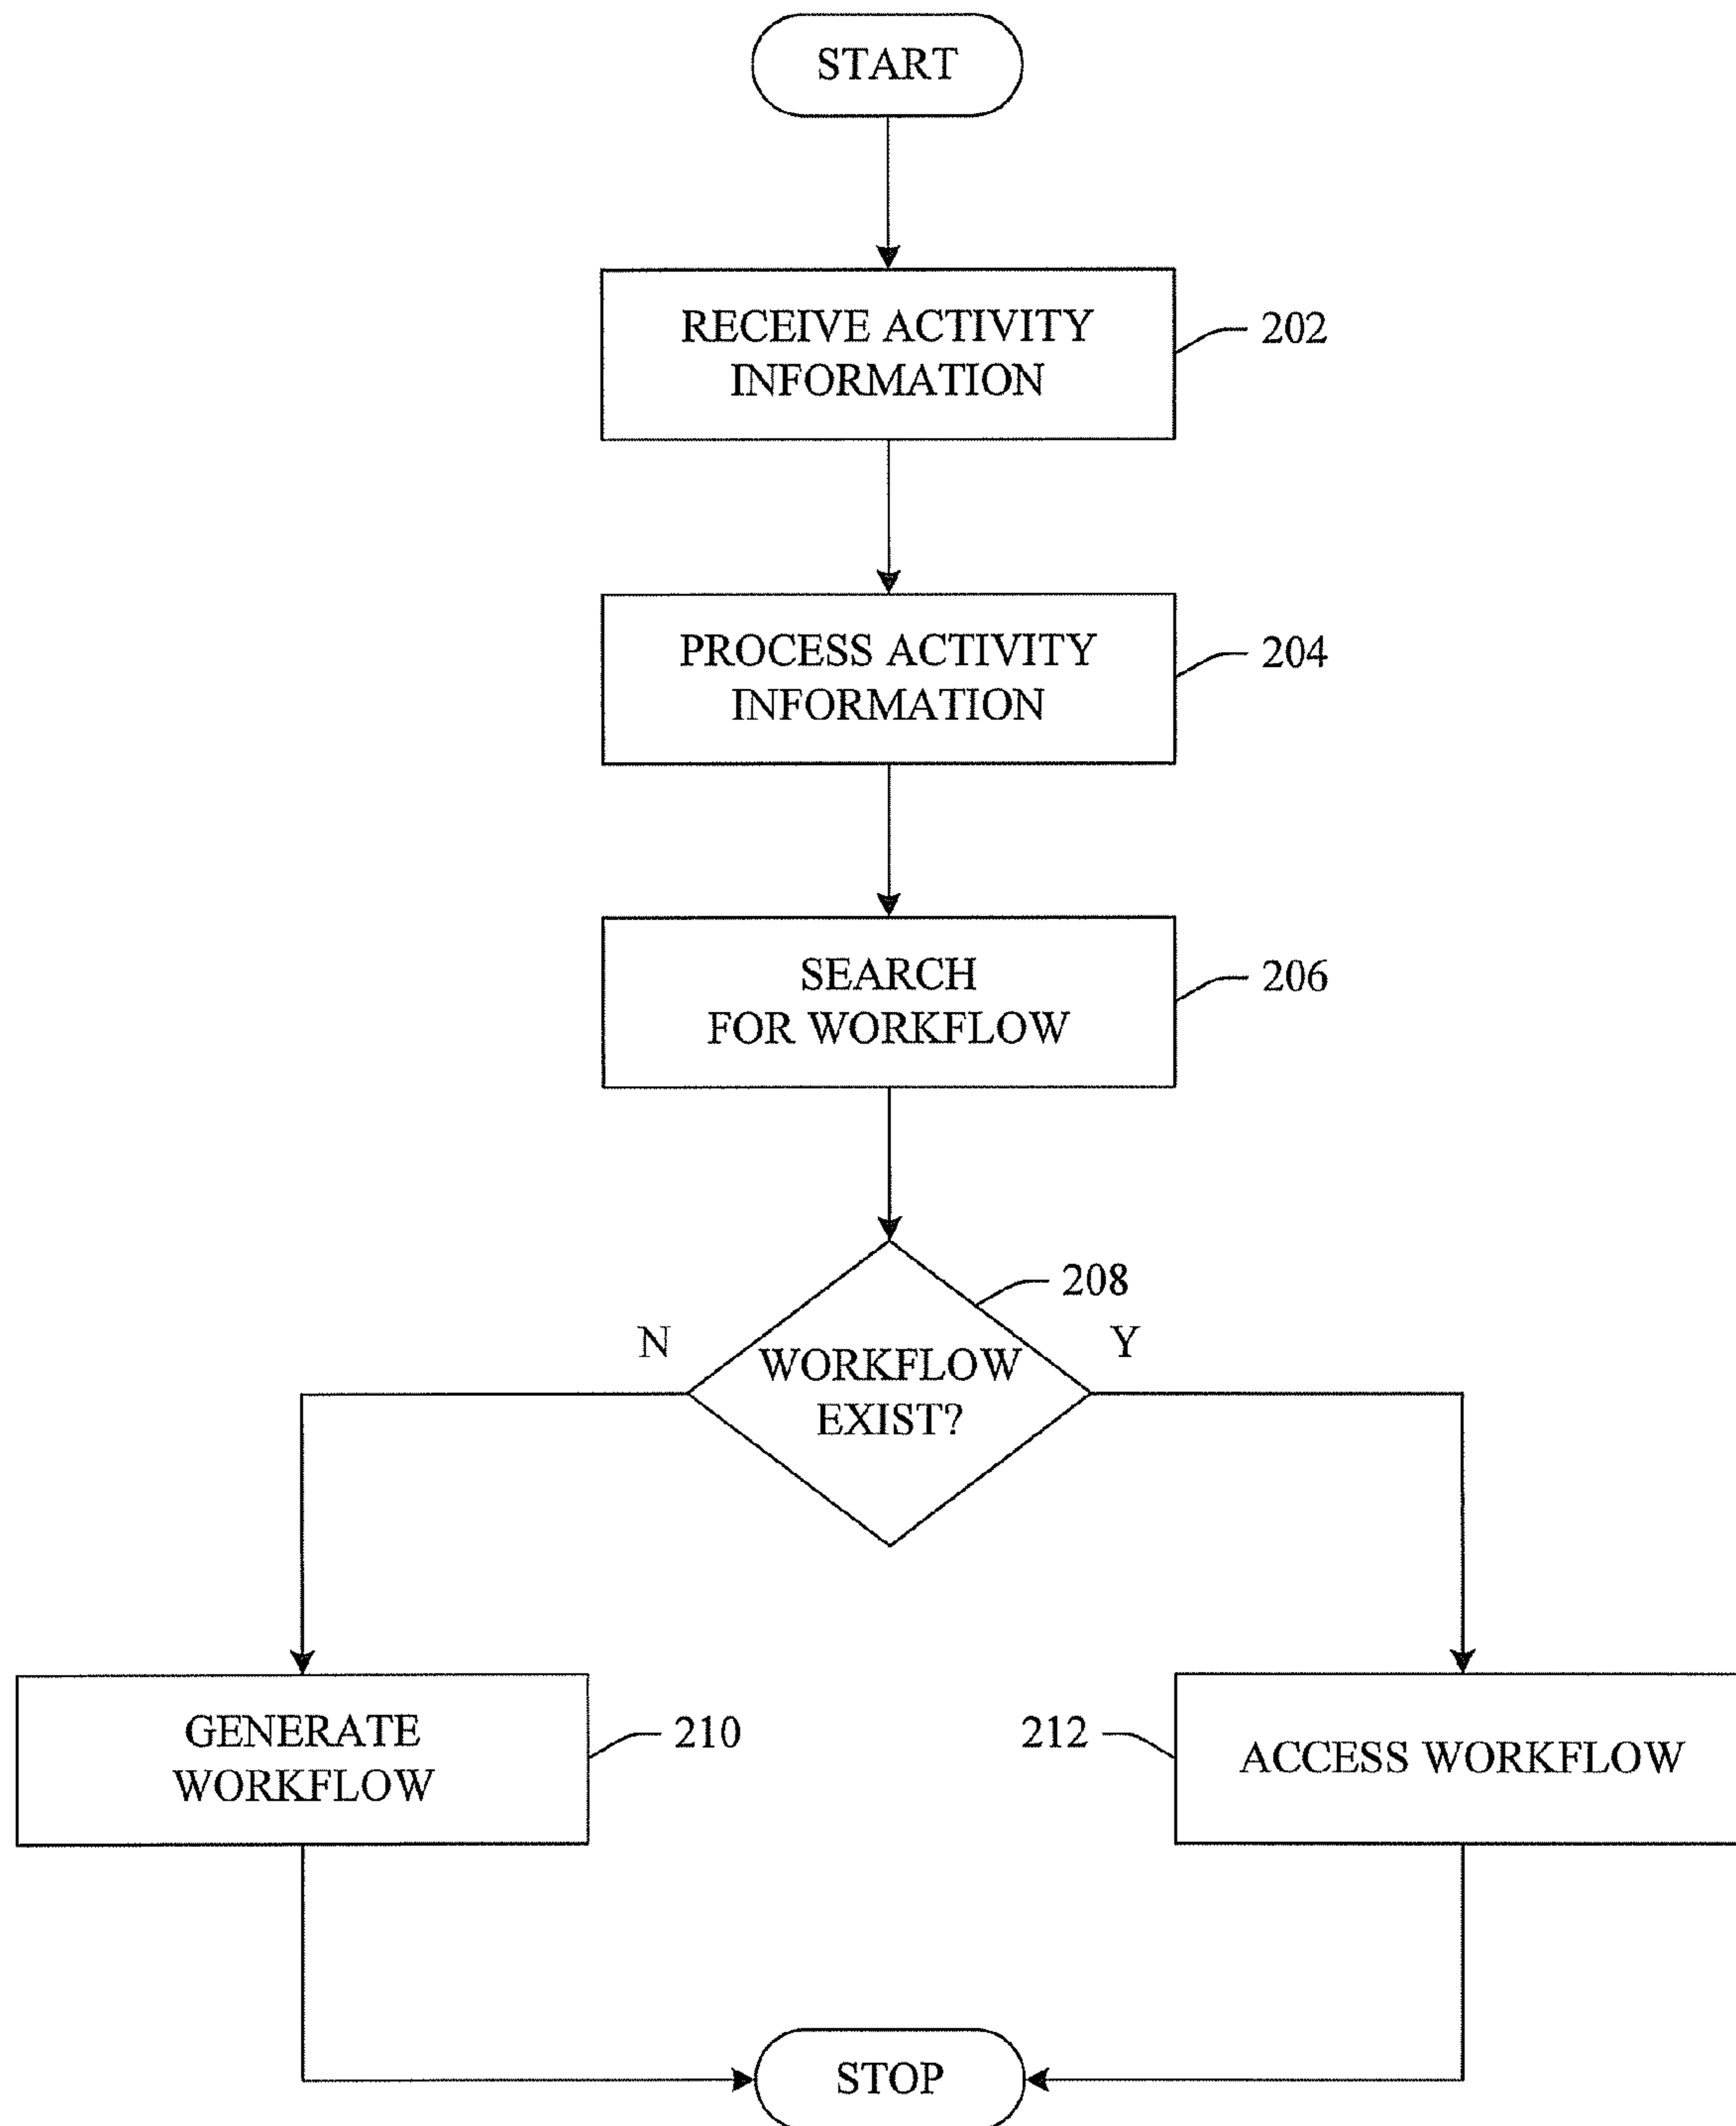 START
RECEIVE ACTIVITY
INFORMATION
202
PROCESS ACTIVITY
INFORMATION
204
SEARCH
FOR WORKFLOW
206
208
N
Y
WORKFLOW
EXIST?
GENERATE
WORKFLOW
210
212
ACCESS WORKFLOW
STOP